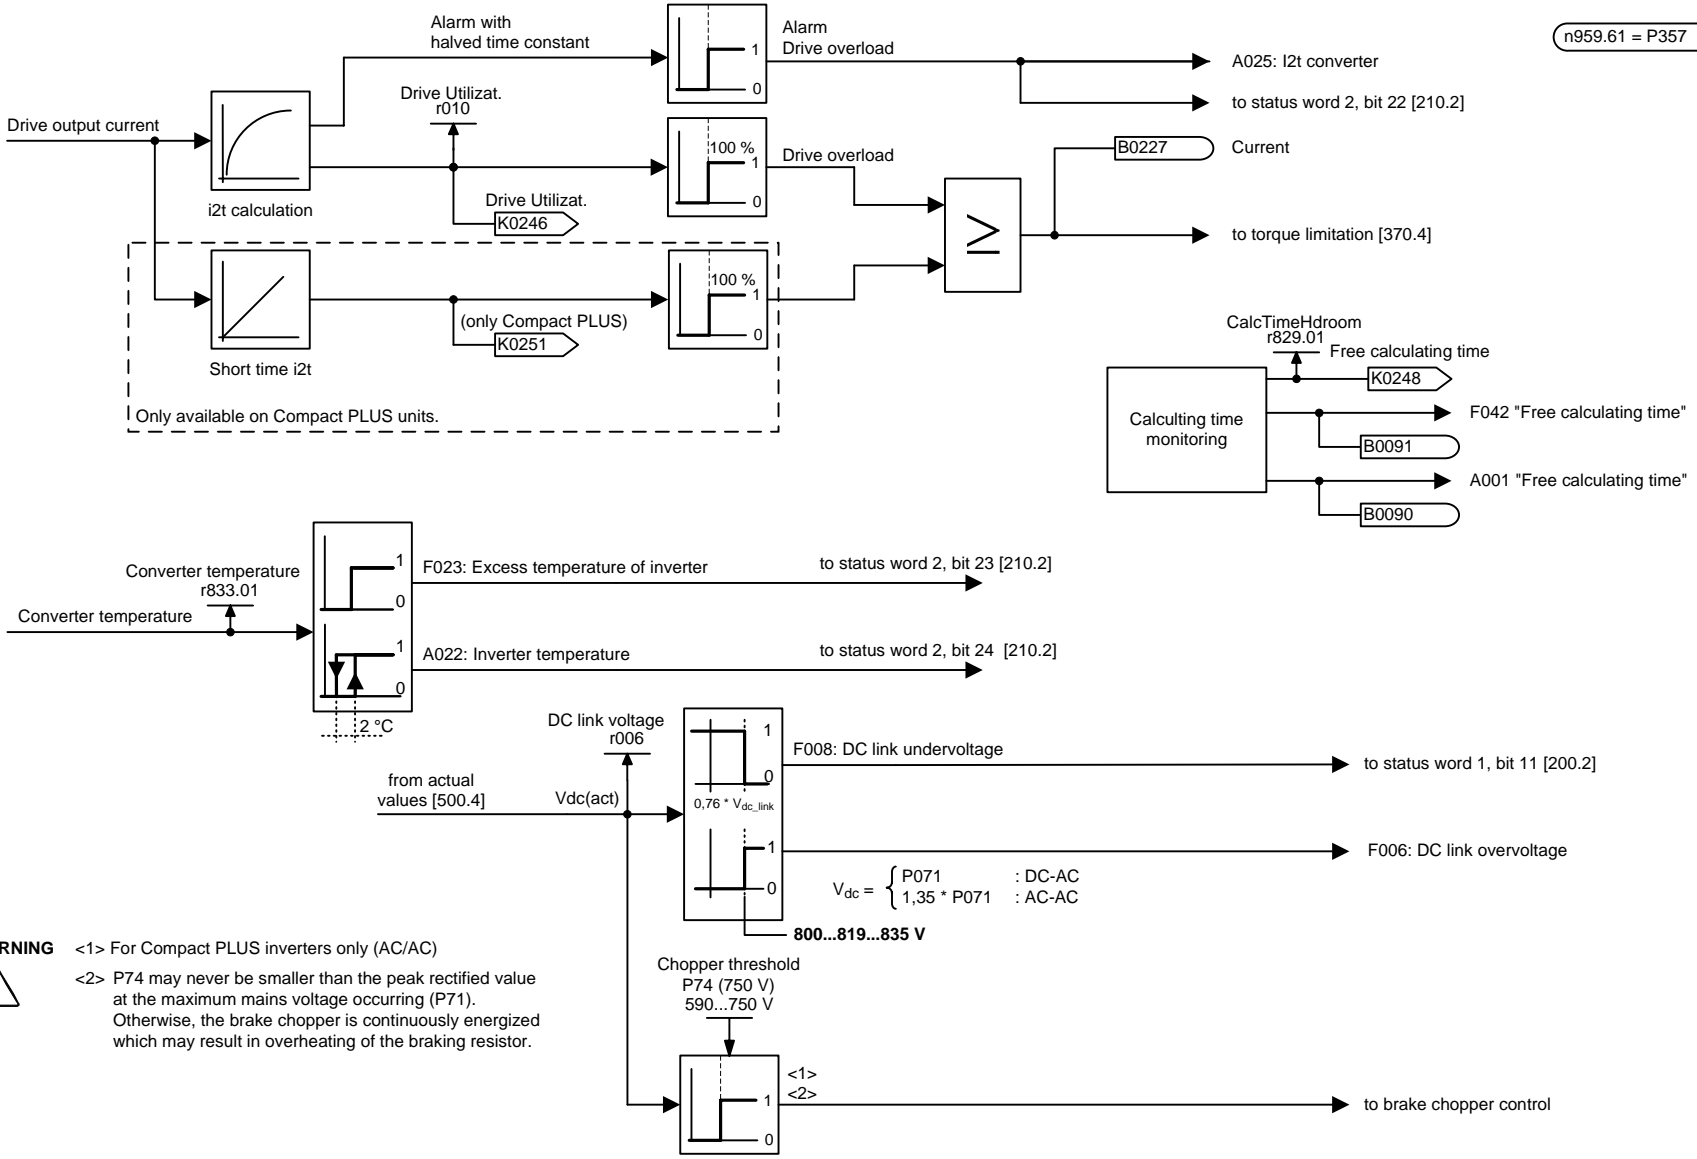 Alarm with
halved time constant
1
0
Alarm
Drive overload
n959.61 = P357
A025: I2t converter
to status word 2, bit 22 [210.2]
Drive output current
Drive Utilizat.
r010
i2t calculation
100 %
1
0
Drive overload
B0227
Current
Drive Utilizat.
K0246
≥
to torque limitation [370.4]
100 %
1
0
(only Compact PLUS)
K0251
Short time i2t
Only available on Compact PLUS units.
CalcTimeHdroom
r829.01
Free calculating time
K0248
Calculting time
monitoring
F042 "Free calculating time"
B0091
A001 "Free calculating time"
B0090
Converter temperature
r833.01
Converter temperature
1
0
F023: Excess temperature of inverter
to status word 2, bit 23 [210.2]
1
0
A022: Inverter temperature
to status word 2, bit 24 [210.2]
2 °C
DC link voltage
r006
from actual
values [500.4]
Vdc(act)
1
0
F008: DC link undervoltage
to status word 1, bit 11 [200.2]
0,76 * Vdc_link
1
0
F006: DC link overvoltage
Vdc = { P071 : DC-AC
1,35 * P071 : AC-AC
800...819...835 V
RNING <1> For Compact PLUS inverters only (AC/AC)
<2> P74 may never be smaller than the peak rectified value
at the maximum mains voltage occurring (P71).
Otherwise, the brake chopper is continuously energized
which may result in overheating of the braking resistor.
Chopper threshold
P74 (750 V)
590...750 V
<1>
<2>
1
0
to brake chopper control